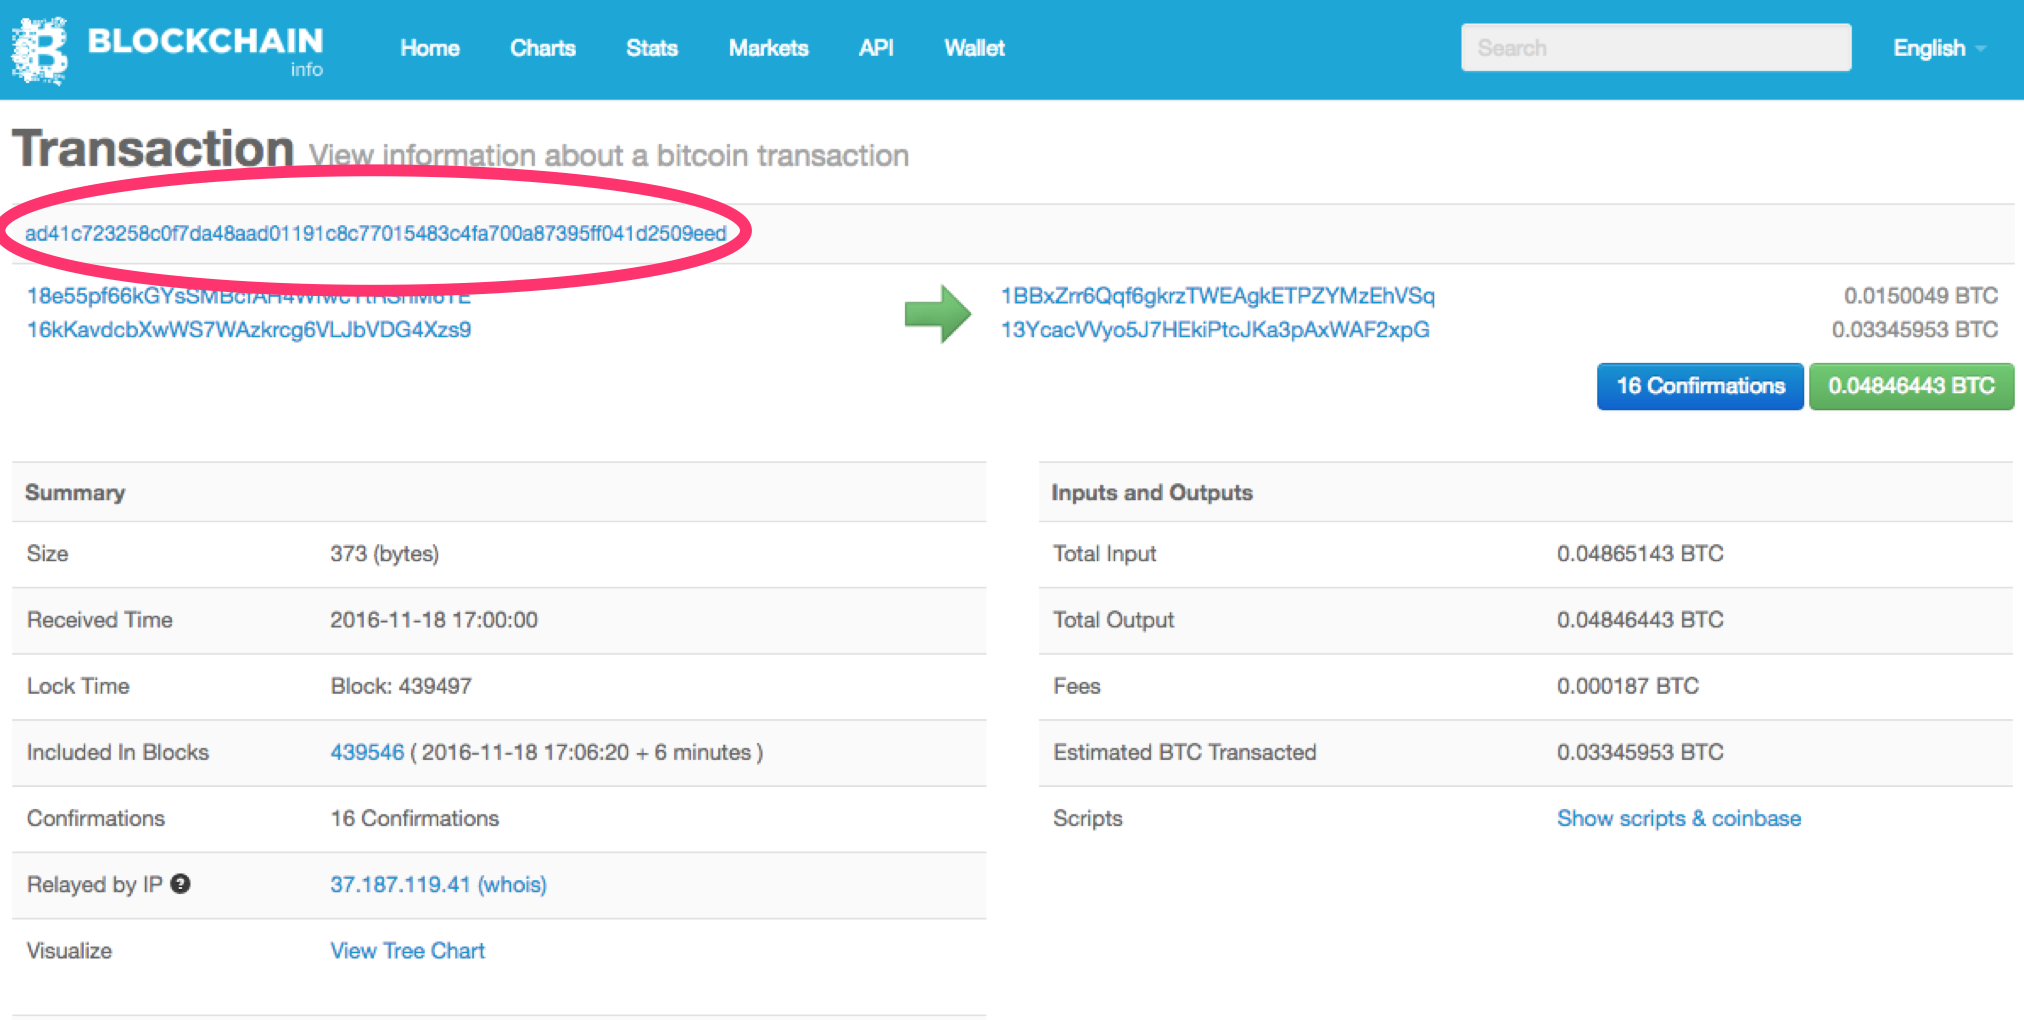 BLOCKCHAIN
info
Home Charts Stats Markets API Wallet Search English
Transaction View information about a bitcoin transaction
ad41c723258c0f7da48aad01191c8c77015483c4fa700a87395ff041d2509eed
1BBxZrr6Qqf6gkrzTWEAgkETPZYMzEhVSq 0.0150049 BTC
16kKavdcbXwWS7WAzkrcg6VLJbVDG4Xzs9 13YcacVVyo5J7HEkiPtcJKa3pAxWAF2xpG 0.03345953 BTC
16 Confirmations 0.04846443 BTC
Summary
Size 373 (bytes)
Received Time 2016-11-18 17:00:00
Lock Time Block: 439497
Included In Blocks 439546 ( 2016-11-18 17:06:20 + 6 minutes )
Confirmations 16 Confirmations
Relayed by IP ? 37.187.119.41 (whois)
Visualize View Tree Chart
Inputs and Outputs
Total Input 0.04865143 BTC
Total Output 0.04846443 BTC
Fees 0.000187 BTC
Estimated BTC Transacted 0.03345953 BTC
Scripts Show scripts & coinbase